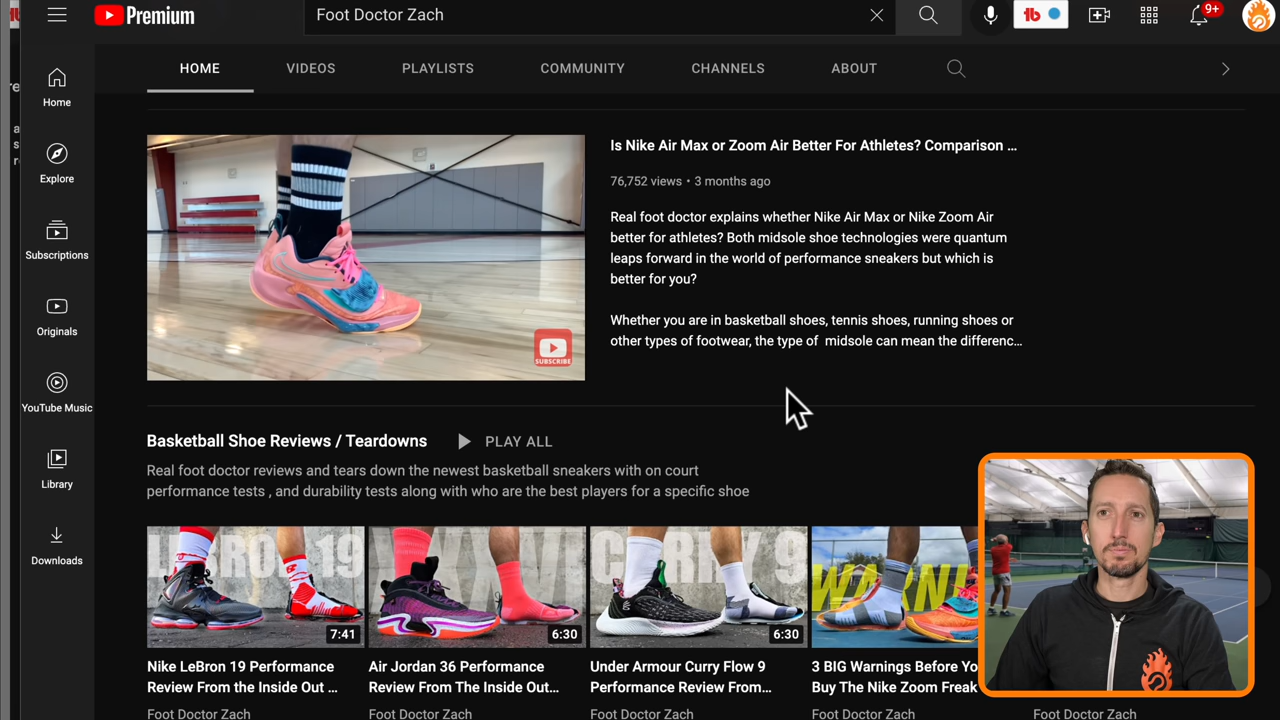 Premium
Foot Doctor Zach
9+
HOME
VIDEOS
PLAYLISTS
COMMUNITY
CHANNELS
ABOUT
Home
Explore
Subscriptions
Originals
YouTube Music
Library
Downloads
SUBSCRIBE
Is Nike Air Max or Zoom Air Better For Athletes? Comparison ...
76,752 views • 3 months ago
Real foot doctor explains whether Nike Air Max or Nike Zoom Air
better for athletes? Both midsole shoe technologies were quantum
leaps forward in the world of performance sneakers but which is
better for you?
Whether you are in basketball shoes, tennis shoes, running shoes or
other types of footwear, the type of midsole can mean the differenc...
Basketball Shoe Reviews / Teardowns
PLAY ALL
Real foot doctor reviews and tears down the newest basketball sneakers with on court
performance tests , and durability tests along with who are the best players for a specific shoe
LEBRON 19
7:41
6:30
CURRY 9
6:30
WARNI
Nike LeBron 19 Performance
Review From the Inside Out ...
Foot Doctor Zach
Air Jordan 36 Performance
Review From The Inside Out...
Foot Doctor Zach
Under Armour Curry Flow 9
Performance Review From...
Foot Doctor Zach
3 BIG Warnings Before Yo
Buy The Nike Zoom Freak
Foot Doctor Zach
Foot Doctor Zach